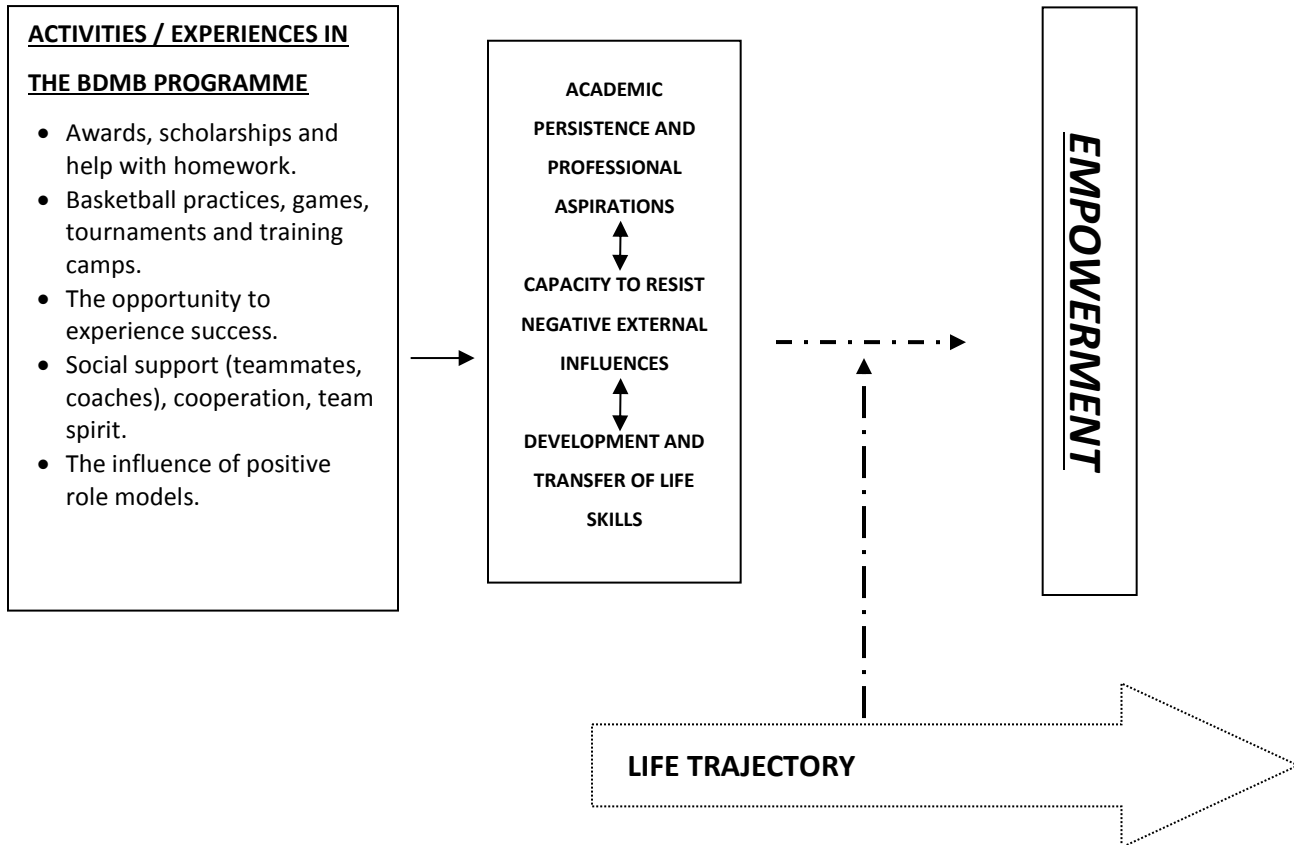 ACTIVITIES / EXPERIENCES IN
THE BDMB PROGRAMME
• Awards, scholarships and
help with homework.
• Basketball practices, games,
tournaments and training
camps.
• The opportunity to
experience success.
• Social support (teammates,
coaches), cooperation, team
spirit.
• The influence of positive
role models.
ACADEMIC
PERSISTENCE AND
PROFESSIONAL
ASPIRATIONS
CAPACITY TO RESIST
NEGATIVE EXTERNAL
INFLUENCES
DEVELOPMENT AND
TRANSFER OF LIFE
SKILLS
EMPOWERMENT
LIFE TRAJECTORY